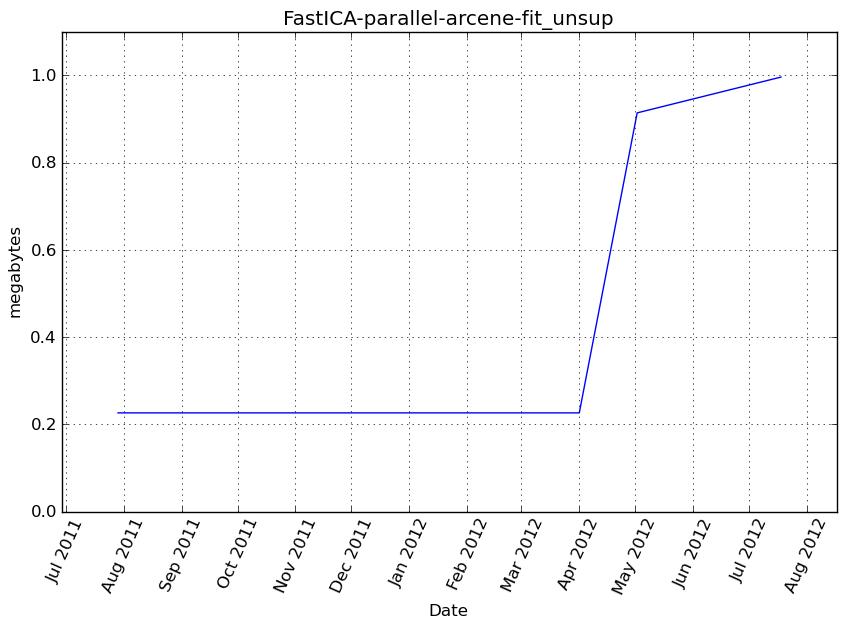 FastICA-parallel-arcene-fit_unsup
megabytes
1.0
0.8
0.6
0.4
0.2
0.0
Jul 2011
Aug 2011
Sep 2011
Oct 2011
Nov 2011
Dec 2011
Jan 2012
Feb 2012
Mar 2012
Apr 2012
May 2012
Jun 2012
Jul 2012
Aug 2012
Date